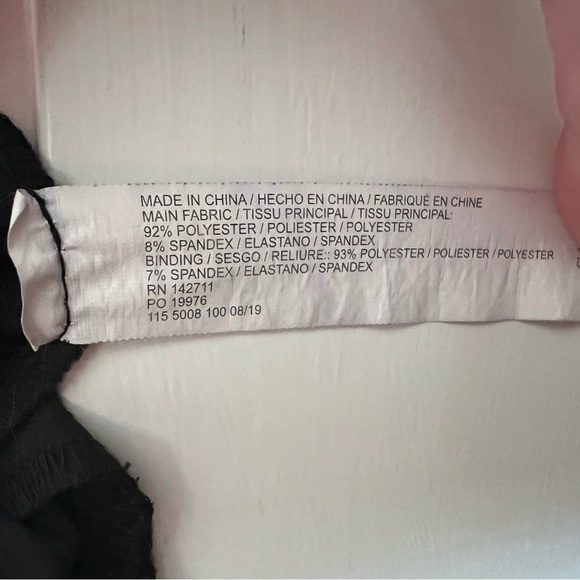 MADE IN CHINA / HECHO EN CHINA / FABRIQUÉ EN CHINE
MAIN FABRIC / TISSU PRINCIPAL / TISSU PRINCIPAL:
92% POLYESTER / POLIESTER / POLYESTER
8% SPANDEX / ELASTANO / SPANDEX
BINDING / SESGO / RELIURE:: 93% POLYESTER / POLIESTER / POLYESTER
7% SPANDEX / ELASTANO / SPANDEX
RN 142711
PO 19976
115 5008 100 08/19